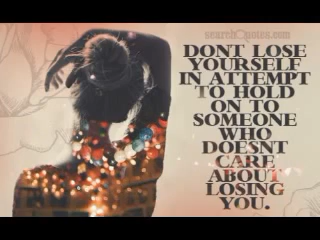 searchQuotes.com
DONT LOSE
YOURSELF
IN ATTEMPT
TO HOLD
ON TO
SOMEONE
WHO
DOESNT
CARE
ABOUT
LOSING
YOU.